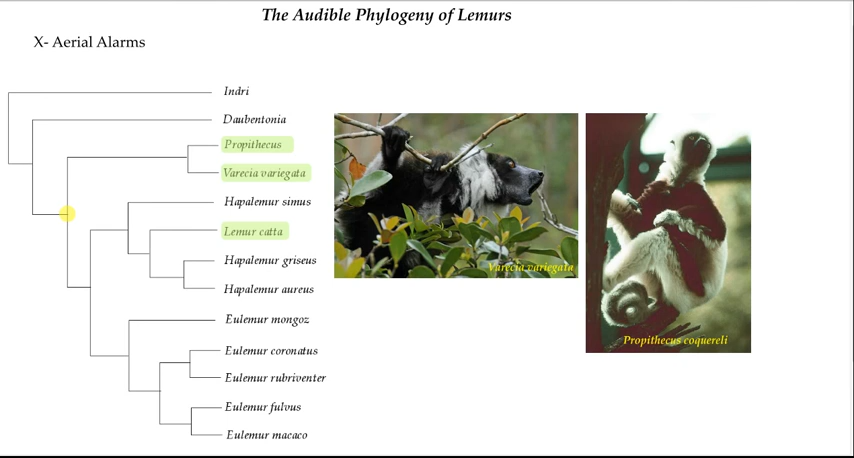 The Audible Phylogeny of Lemurs
X- Aerial Alarms
Indri
Daubentonia
Propithecus
Varecia variegata
Hapalemur simus
Lemur catta
Hapalemur griseus
Hapalemur aureus
Eulemur mongoz
Eulemur coronatus
Eulemur rubriventer
Eulemur fulvus
Eulemur macaco
Varecia variegata
Propithecus coquereli